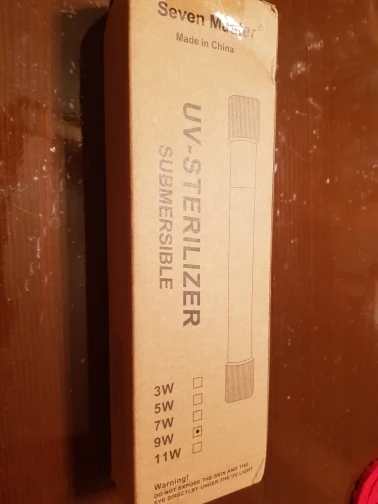 Seven Master®
Made in China
UV-STERILIZER
SUBMERSIBLE
3W
5W
7W
9W
11W
Warning!
DO NOT EXPOSE THE SKIN AND THE
EYE DIRECTLRY UNDER THE UV LIGHT